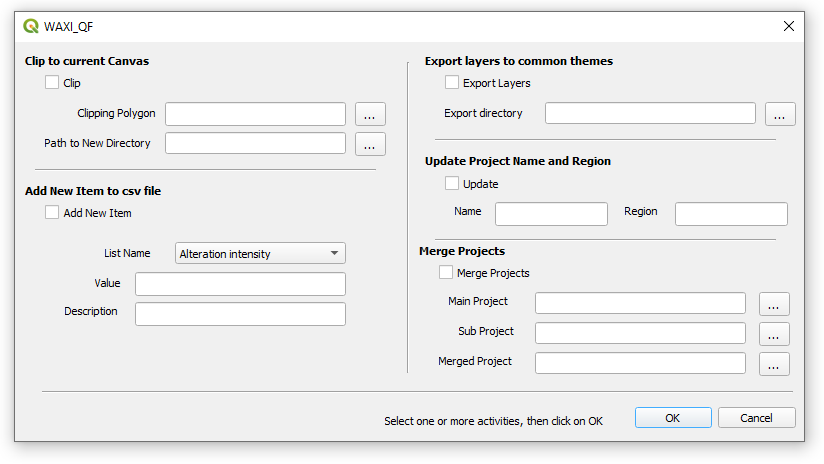 WAXI_QF
Clip to current Canvas
Clip
Clipping Polygon ...
Path to New Directory ...
Add New Item to csv file
Add New Item
List Name Alteration intensity
Value
Description
Export layers to common themes
Export Layers
Export directory ...
Update Project Name and Region
Update
Name Region
Merge Projects
Merge Projects
Main Project ...
Sub Project ...
Merged Project ...
Select one or more activities, then click on OK OK Cancel